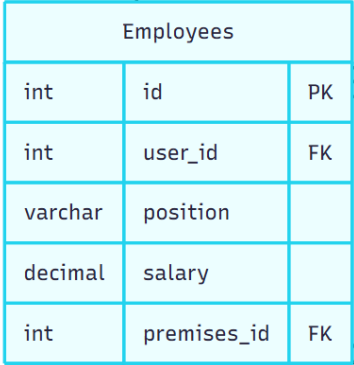 Employees
int id PK
int user_id FK
varchar position
decimal salary
int premises_id FK